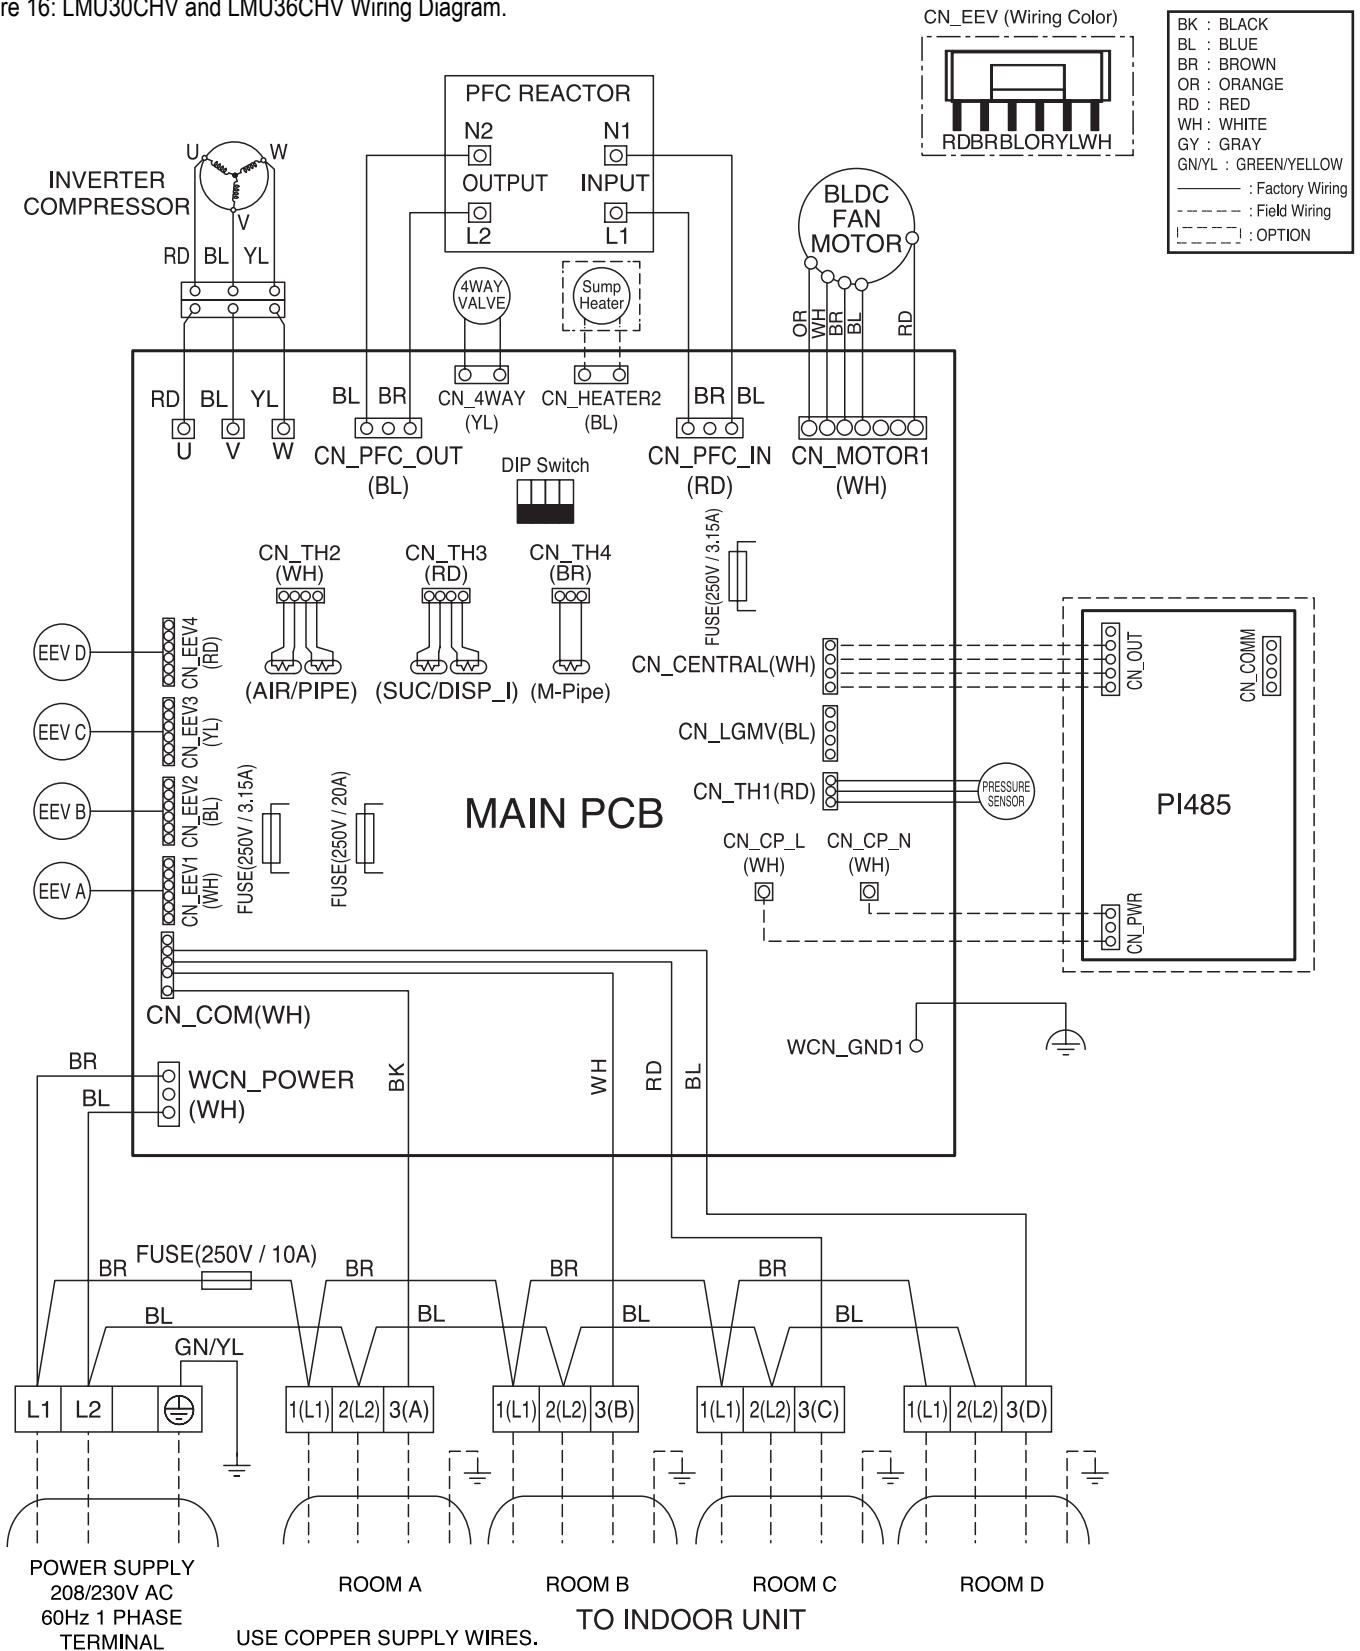 re 16: LMU30CHV and LMU36CHV Wiring Diagram.
CN_EEV (Wiring Color)
RDBRBLORYLWH
BK : BLACK
BL : BLUE
BR : BROWN
OR : ORANGE
RD : RED
WH : WHITE
GY : GRAY
GN/YL : GREEN/YELLOW
: Factory Wiring
: Field Wiring
: OPTION
PFC REACTOR
N2
N1
OUTPUT
INPUT
L2
L1
U
W
V
INVERTER
COMPRESSOR
RD
BL
YL
4WAY
VALVE
Sump
Heater
BLDC
FAN
MOTOR
OR
WH
BR
BL
RD
RD
BL
YL
U
V
W
BL
BR
CN_PFC_OUT
(BL)
CN_4WAY
(YL)
CN_HEATER2
(BL)
BR
BL
CN_PFC_IN
(RD)
CN_MOTOR1
(WH)
DIP Switch
CN_TH2
(WH)
(AIR/PIPE)
CN_TH3
(RD)
(SUC/DISP_I)
CN_TH4
(BR)
(M-Pipe)
FUSE(250V / 3.15A)
EEV D
CN_EEV4
(RD)
EEV C
CN_EEV3
(YL)
EEV B
CN_EEV2
(BL)
EEV A
CN_EEV1
(WH)
FUSE(250V / 3.15A)
FUSE(250V / 20A)
MAIN PCB
CN_CENTRAL(WH)
CN_LGMV(BL)
CN_TH1(RD)
PRESSURE
SENSOR
CN_CP_L
(WH)
CN_CP_N
(WH)
CN_OUT
CN_COMM
PI485
CN_PWR
CN_COM(WH)
WCN_GND1
BR
BL
WCN_POWER
(WH)
BK
WH
RD
BL
FUSE(250V / 10A)
BR
BR
BR
BR
BL
BL
BL
BL
GN/YL
L1
L2
1(L1)
2(L2)
3(A)
1(L1)
2(L2)
3(B)
1(L1)
2(L2)
3(C)
1(L1)
2(L2)
3(D)
POWER SUPPLY
208/230V AC
60Hz 1 PHASE
TERMINAL
ROOM A
ROOM B
ROOM C
ROOM D
TO INDOOR UNIT
USE COPPER SUPPLY WIRES.